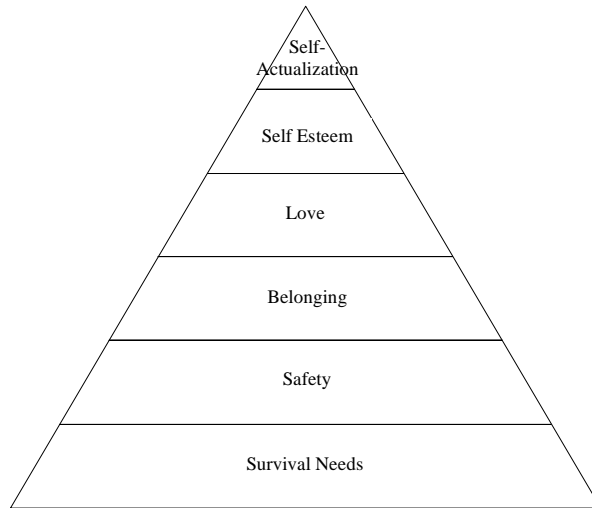 Self-
Actualization
Self Esteem
Love
Belonging
Safety
Survival Needs